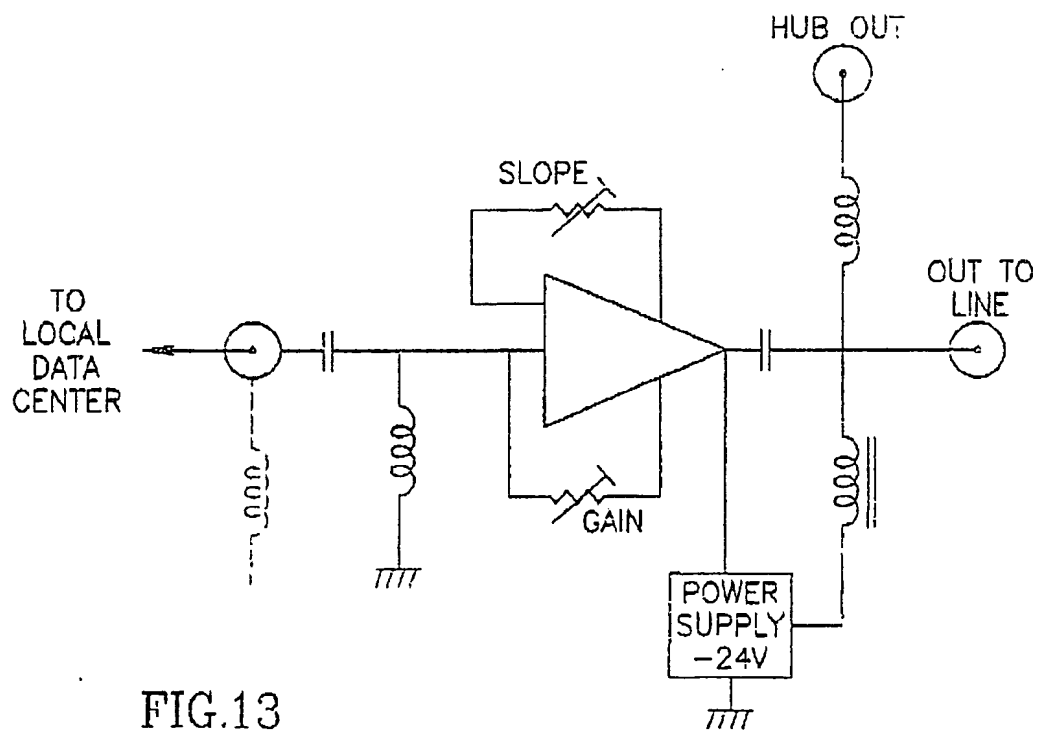 HUB OUT
SLOPE
OUT TO
LINE
TO
LOCAL
DATA
CENTER
GAIN
POWER
SUPPLY
-24V
FIG.13